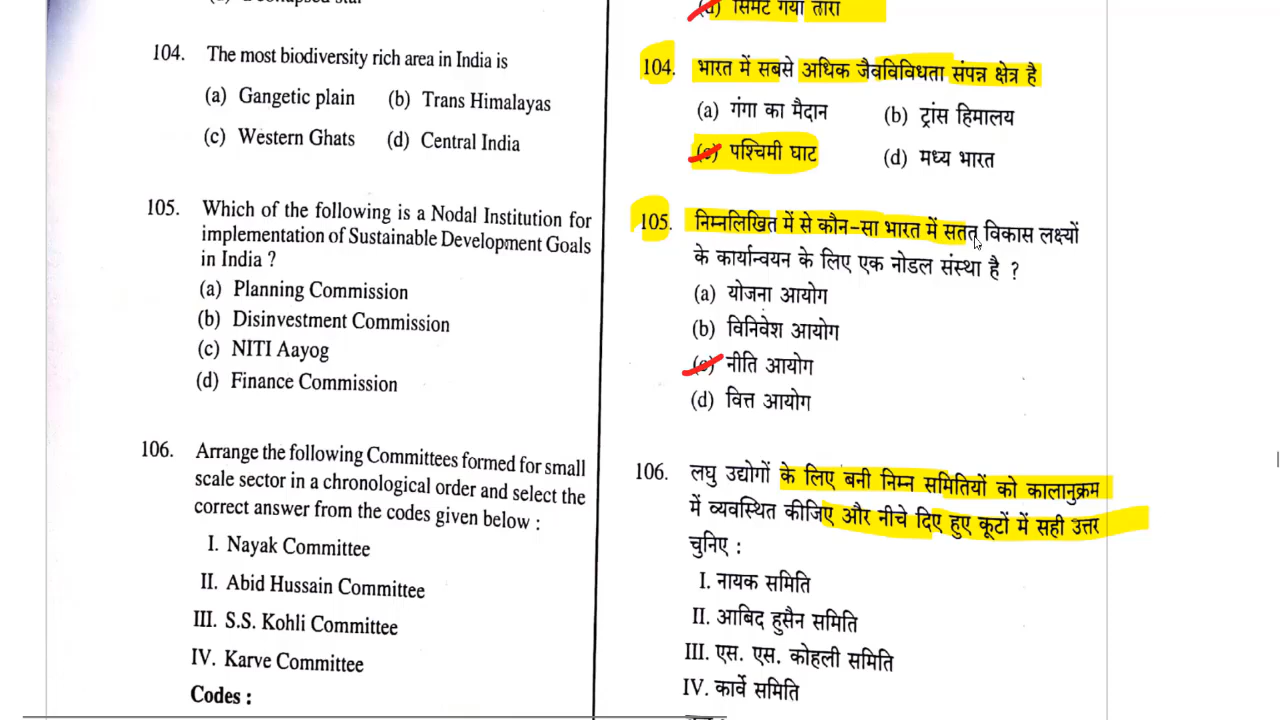 104. The most biodiversity rich area in India is
(a) Gangetic plain (b) Trans Himalayas
(c) Western Ghats (d) Central India
105. Which of the following is a Nodal Institution for
implementation of Sustainable Development Goals
in India ?
(a) Planning Commission
(b) Disinvestment Commission
(c) NITI Aayog
(d) Finance Commission
106. Arrange the following Committees formed for small
scale sector in a chronological order and select the
correct answer from the codes given below :
I. Nayak Committee
II. Abid Hussain Committee
III. S.S. Kohli Committee
IV. Karve Committee
Codes :
(d) सिमट गया तारा
104. भारत में सबसे अधिक जैवविविधता संपन्न क्षेत्र है
(a) गंगा का मैदान (b) ट्रांस हिमालय
(c) पश्चिमी घाट (d) मध्य भारत
105. निम्नलिखित में से कौन-सा भारत में सतत विकास लक्ष्यों
के कार्यान्वयन के लिए एक नोडल संस्था है ?
(a) योजना आयोग
(b) विनिवेश आयोग
(c) नीति आयोग
(d) वित्त आयोग
106. लघु उद्योगों के लिए बनी निम्न समितियों को कालानुक्रम
में व्यवस्थित कीजिए और नीचे दिए हुए कूटों में सही उत्तर
चुनिए :
I. नायक समिति
II. आबिद हुसैन समिति
III. एस. एस. कोहली समिति
IV. कार्वे समिति